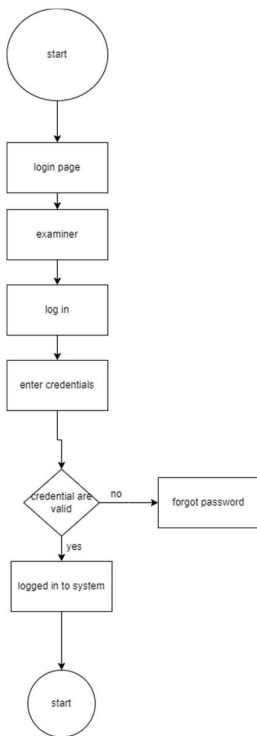 start
login page
examiner
log in
enter credentials
credential are
valid
no
forgot password
yes
logged in to system
start